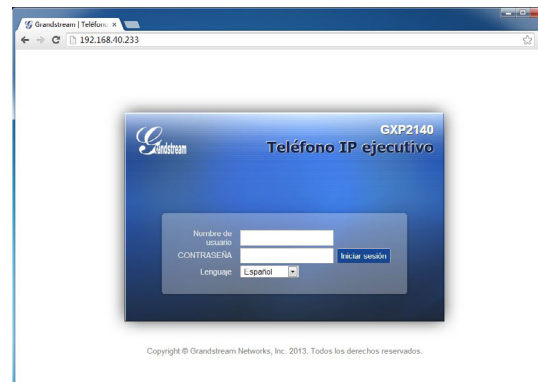 Grandstream | Teléfono
192.168.40.233
Grandstream
GXP2140
Teléfono IP ejecutivo
Nombre de
usuario
CONTRASEÑA
Iniciar sesión
Lenguaje
Español
Copyright © Grandstream Networks, Inc. 2013. Todos los derechos reservados.